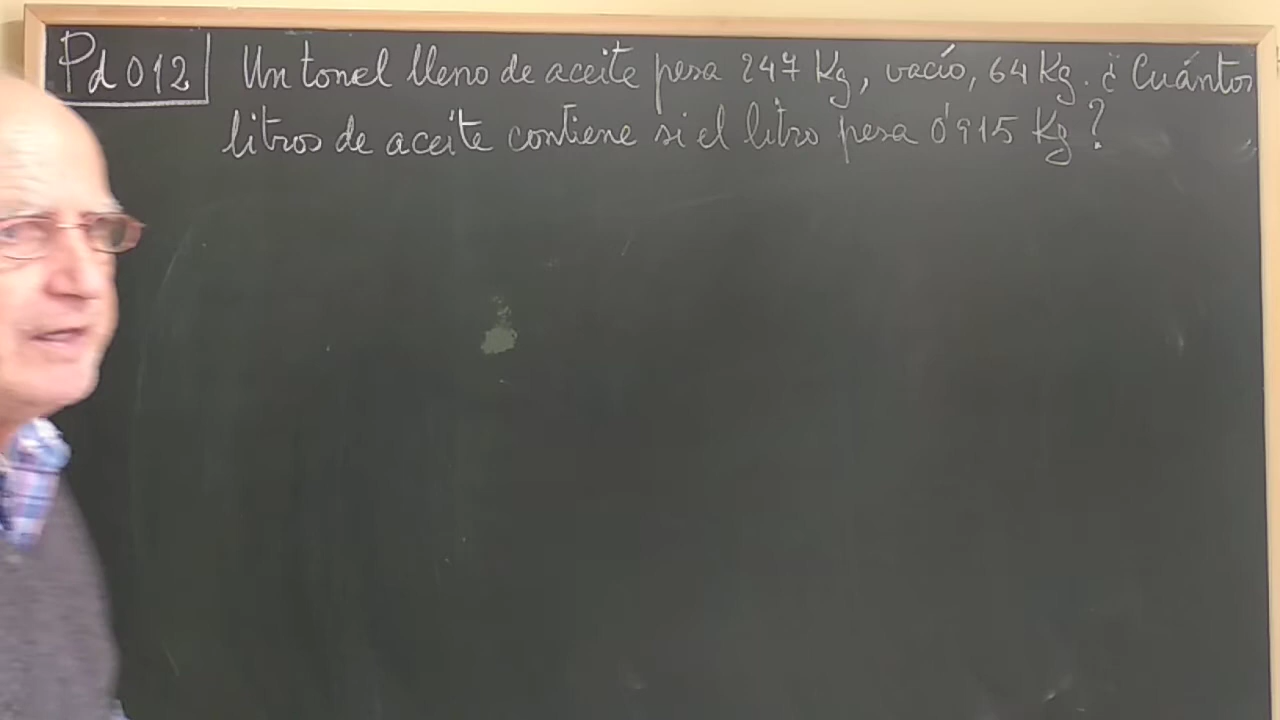 Pd 012 Un tonel lleno de aceite pesa 247 Kg, vacío, 64 Kg. ¿Cuántos
litros de aceite contiene si el litro pesa 0'915 Kg?